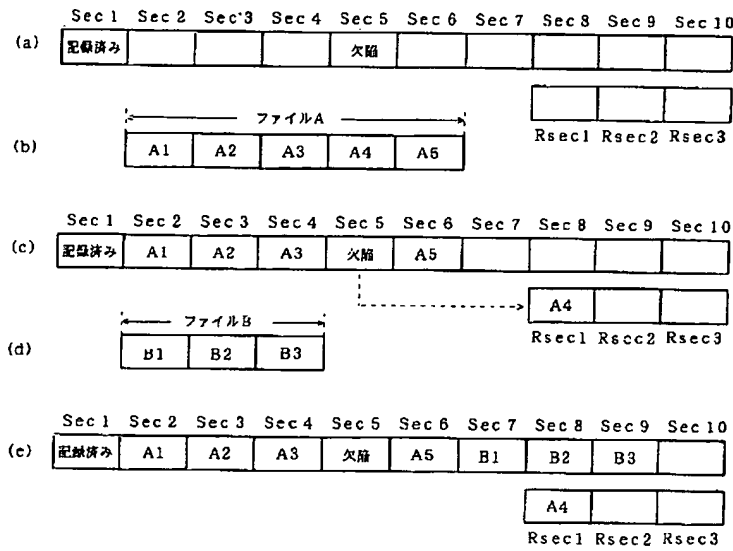 Sec 1 Sec 2 Sec 3 Sec 4 Sec 5 Sec 6 Sec 7 Sec 8 Sec 9 Sec 10
(a) 記録済み 欠陥
Rsec1 Rsec2 Rsec3
ファイルA
(b) A1 A2 A3 A4 A5
Sec 1 Sec 2 Sec 3 Sec 4 Sec 5 Sec 6 Sec 7 Sec 8 Sec 9 Sec 10
(c) 記録済み A1 A2 A3 欠陥 A5
A4
Rsec1 Rsec2 Rsec3
ファイルB
(d) B1 B2 B3
Sec 1 Sec 2 Sec 3 Sec 4 Sec 5 Sec 6 Sec 7 Sec 8 Sec 9 Sec 10
(e) 記録済み A1 A2 A3 欠陥 A5 B1 B2 B3
A4
Rsec1 Rsec2 Rsec3